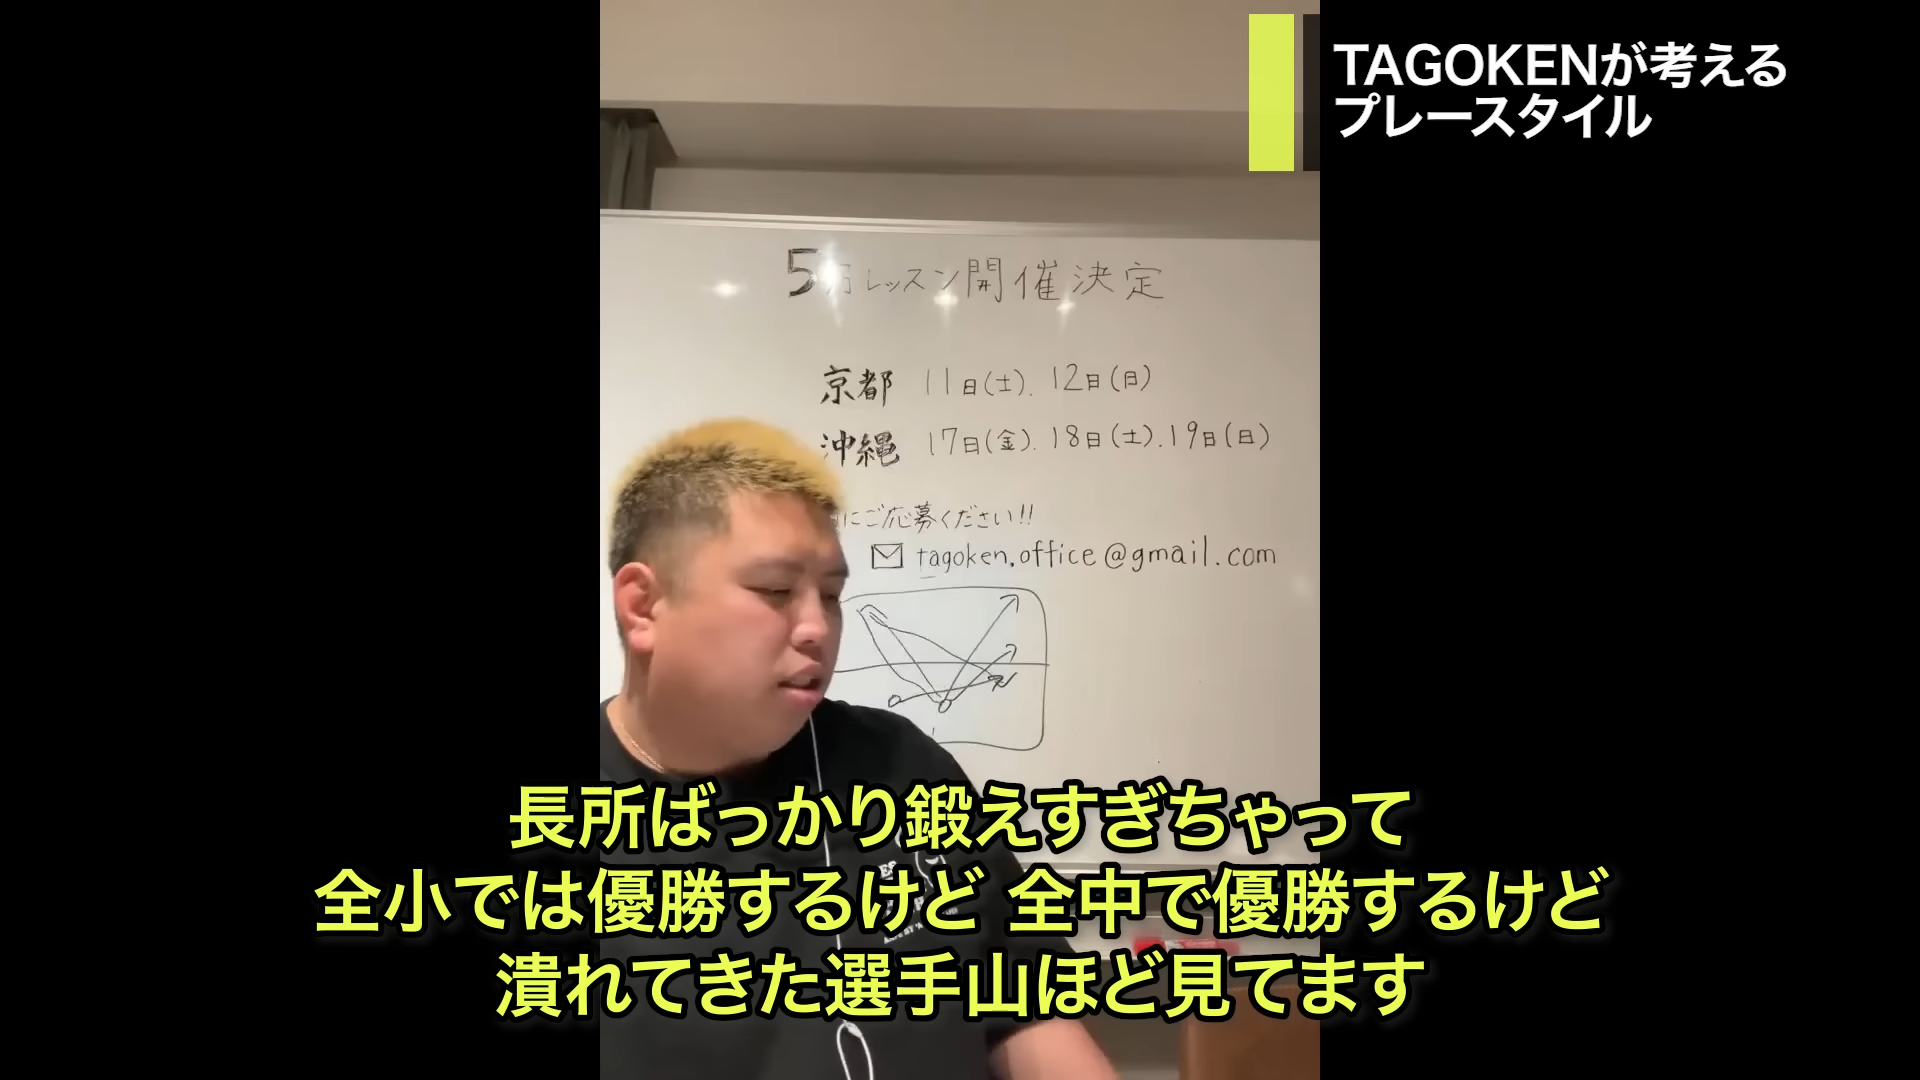 TAGOKENが考える
プレースタイル
5万レッスン開催決定
京都 11日(土). 12日(日)
沖縄 17日(金). 18日(土). 19日(日)
にご応募ください!!
tagoken.office@gmail.com
長所ばっかり鍛えすぎちゃって
全小では優勝するけど 全中で優勝するけど
潰れてきた選手山ほど見てます